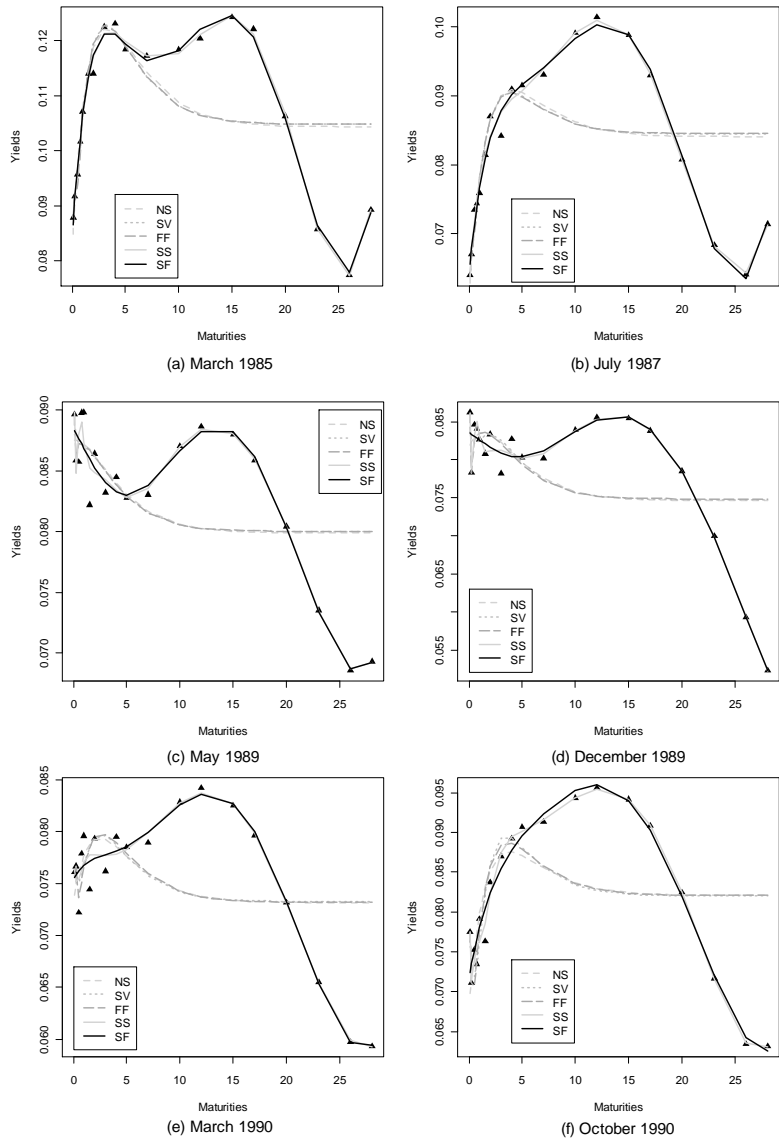 0.08 0.09 0.10 0.11 0.12
Yields
NS
SV
FF
SS
SF
0 5 10 15 20 25
Maturities
(a) March 1985
0.07 0.08 0.09 0.10
Yields
NS
SV
FF
SS
SF
0 5 10 15 20 25
Maturities
(b) July 1987
0.070 0.075 0.080 0.085 0.090
Yields
NS
SV
FF
SS
SF
0 5 10 15 20 25
Maturities
(c) May 1989
0.055 0.065 0.075 0.085
Yields
NS
SV
FF
SS
SF
0 5 10 15 20 25
Maturities
(d) December 1989
0.060 0.065 0.070 0.075 0.080 0.085
Yields
NS
SV
FF
SS
SF
0 5 10 15 20 25
Maturities
(e) March 1990
0.065 0.070 0.075 0.080 0.085 0.090 0.095
Yields
NS
SV
FF
SS
SF
0 5 10 15 20 25
Maturities
(f) October 1990